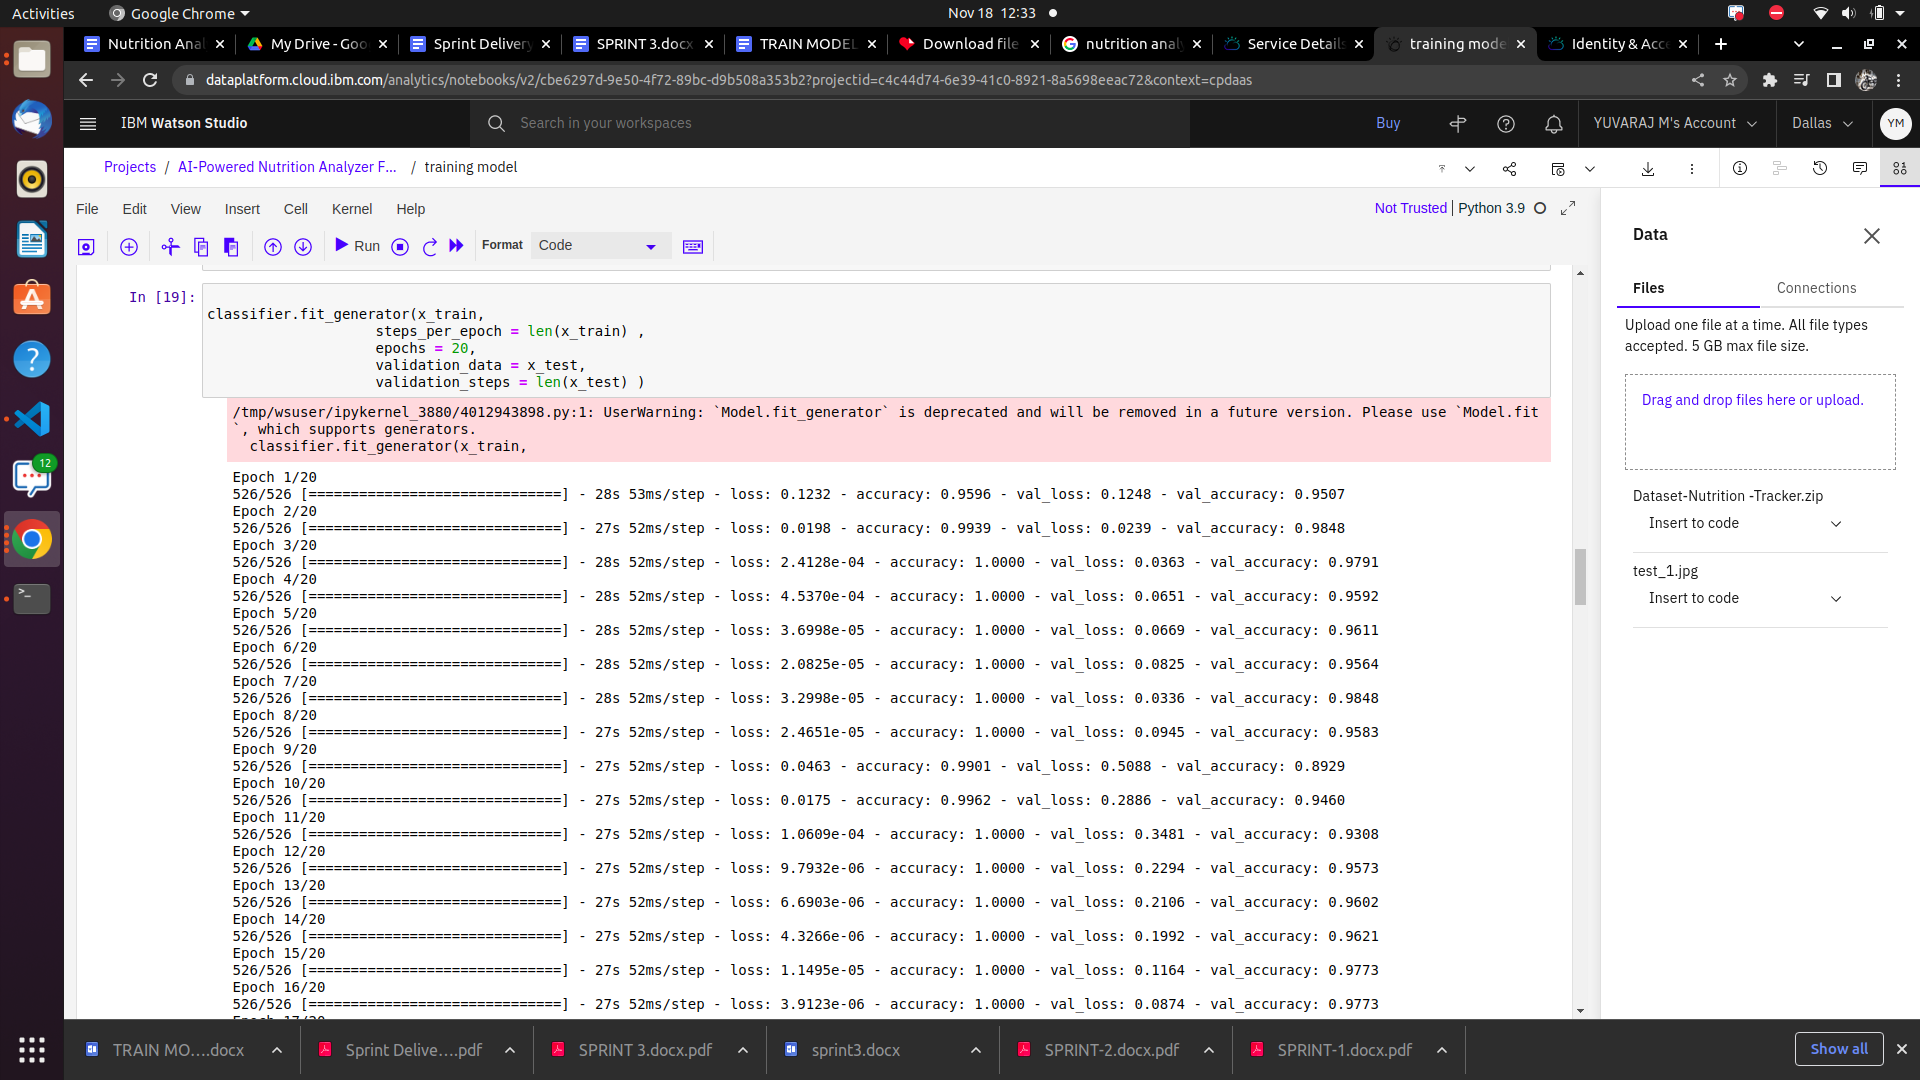 Activities
Google Chrome
Nov 18 12:33
Nutrition Anal
My Drive - Goo
Sprint Delivery
SPRINT 3.docx
TRAIN MODEL
Download file
nutrition analy
Service Details
training mode
Identity & Acce
dataplatform.cloud.ibm.com/analytics/notebooks/v2/cbe6297d-9e50-4f72-89bc-d9b508a353b2?projectid=c4c44d74-6e39-41c0-8921-8a5698eeac72&context=cpdaas
IBM Watson Studio
Search in your workspaces
Buy
YUVARAJ M's Account
Dallas
YM
Projects / AI-Powered Nutrition Analyzer F... / training model
File Edit View Insert Cell Kernel Help
Not Trusted | Python 3.9
Run
Format
Code
In [19]:
classifier.fit_generator(x_train,
steps_per_epoch = len(x_train) ,
epochs = 20,
validation_data = x_test,
validation_steps = len(x_test) )
/tmp/wsuser/ipykernel_3880/4012943898.py:1: UserWarning: `Model.fit_generator` is deprecated and will be removed in a future version. Please use `Model.fit
`, which supports generators.
classifier.fit_generator(x_train,
Epoch 1/20
526/526 [==============================] - 28s 53ms/step - loss: 0.1232 - accuracy: 0.9596 - val_loss: 0.1248 - val_accuracy: 0.9507
Epoch 2/20
526/526 [==============================] - 27s 52ms/step - loss: 0.0198 - accuracy: 0.9939 - val_loss: 0.0239 - val_accuracy: 0.9848
Epoch 3/20
526/526 [==============================] - 28s 52ms/step - loss: 2.4128e-04 - accuracy: 1.0000 - val_loss: 0.0363 - val_accuracy: 0.9791
Epoch 4/20
526/526 [==============================] - 28s 52ms/step - loss: 4.5370e-04 - accuracy: 1.0000 - val_loss: 0.0651 - val_accuracy: 0.9592
Epoch 5/20
526/526 [==============================] - 28s 52ms/step - loss: 3.6998e-05 - accuracy: 1.0000 - val_loss: 0.0669 - val_accuracy: 0.9611
Epoch 6/20
526/526 [==============================] - 28s 52ms/step - loss: 2.0825e-05 - accuracy: 1.0000 - val_loss: 0.0825 - val_accuracy: 0.9564
Epoch 7/20
526/526 [==============================] - 28s 52ms/step - loss: 3.2998e-05 - accuracy: 1.0000 - val_loss: 0.0336 - val_accuracy: 0.9848
Epoch 8/20
526/526 [==============================] - 27s 52ms/step - loss: 2.4651e-05 - accuracy: 1.0000 - val_loss: 0.0945 - val_accuracy: 0.9583
Epoch 9/20
526/526 [==============================] - 27s 52ms/step - loss: 0.0463 - accuracy: 0.9901 - val_loss: 0.5088 - val_accuracy: 0.8929
Epoch 10/20
526/526 [==============================] - 27s 52ms/step - loss: 0.0175 - accuracy: 0.9962 - val_loss: 0.2886 - val_accuracy: 0.9460
Epoch 11/20
526/526 [==============================] - 27s 52ms/step - loss: 1.0609e-04 - accuracy: 1.0000 - val_loss: 0.3481 - val_accuracy: 0.9308
Epoch 12/20
526/526 [==============================] - 27s 52ms/step - loss: 9.7932e-06 - accuracy: 1.0000 - val_loss: 0.2294 - val_accuracy: 0.9573
Epoch 13/20
526/526 [==============================] - 27s 52ms/step - loss: 6.6903e-06 - accuracy: 1.0000 - val_loss: 0.2106 - val_accuracy: 0.9602
Epoch 14/20
526/526 [==============================] - 27s 52ms/step - loss: 4.3266e-06 - accuracy: 1.0000 - val_loss: 0.1992 - val_accuracy: 0.9621
Epoch 15/20
526/526 [==============================] - 27s 52ms/step - loss: 1.1495e-05 - accuracy: 1.0000 - val_loss: 0.1164 - val_accuracy: 0.9773
Epoch 16/20
526/526 [==============================] - 27s 52ms/step - loss: 3.9123e-06 - accuracy: 1.0000 - val_loss: 0.0874 - val_accuracy: 0.9773
Epoch 17/20
Data
Files
Connections
Upload one file at a time. All file types
accepted. 5 GB max file size.
Drag and drop files here or upload.
Dataset-Nutrition -Tracker.zip
Insert to code
test_1.jpg
Insert to code
12
TRAIN MO....docx
Sprint Delive....pdf
SPRINT 3.docx.pdf
sprint3.docx
SPRINT-2.docx.pdf
SPRINT-1.docx.pdf
Show all